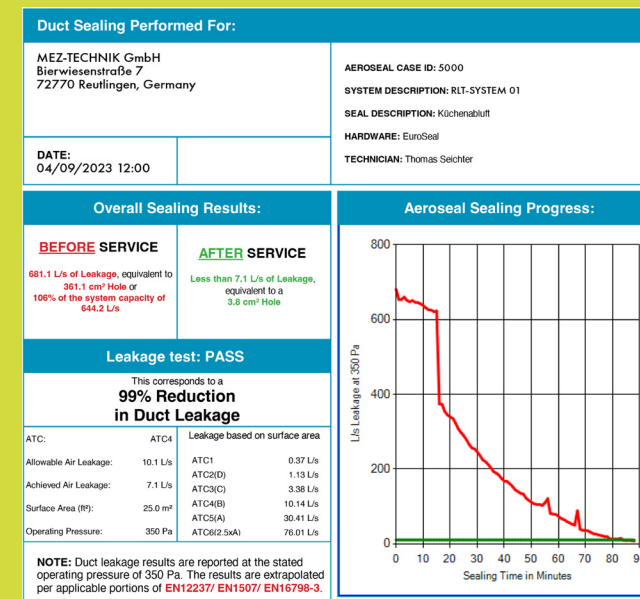 Duct Sealing Performed For:
MEZ-TECHNIK GmbH
Bierwiesenstraße 7
72770 Reutlingen, Germany
AEROSEAL CASE ID: 5000
SYSTEM DESCRIPTION: RLT-SYSTEM 01
SEAL DESCRIPTION: Küchenabluft
HARDWARE: EuroSeal
TECHNICIAN: Thomas Seichter
DATE:
04/09/2023 12:00
Overall Sealing Results:
BEFORE SERVICE
681.1 L/s of Leakage, equivalent to
361.1 cm² Hole or
106% of the system capacity of
644.2 L/s
AFTER SERVICE
Less than 7.1 L/s of Leakage,
equivalent to a
3.8 cm² Hole
Leakage test: PASS
This corresponds to a
99% Reduction
in Duct Leakage
ATC: ATC4
Allowable Air Leakage: 10.1 L/s
Achieved Air Leakage: 7.1 L/s
Surface Area (ft²): 25.0 m²
Operating Pressure: 350 Pa
Leakage based on surface area
ATC1 0.37 L/s
ATC2(D) 1.13 L/s
ATC3(C) 3.38 L/s
ATC4(B) 10.14 L/s
ATC5(A) 30.41 L/s
ATC6(2.5xA) 76.01 L/s
NOTE: Duct leakage results are reported at the stated
operating pressure of 350 Pa. The results are extrapolated
per applicable portions of EN12237/ EN1507/ EN16798-3.
Aeroseal Sealing Progress:
L/s Leakage at 350 Pa
800
600
400
200
0
0 10 20 30 40 50 60 70 80
Sealing Time in Minutes